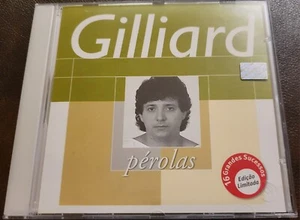 Gilliard
pérolas
16 Grandes Sucessos
Edição
Limitada